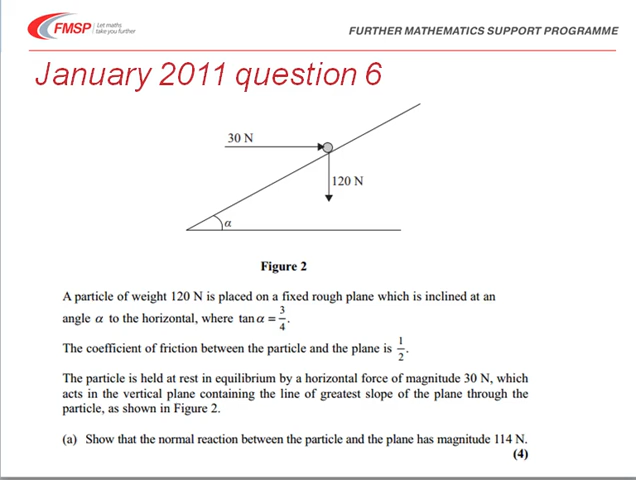 FMSP Let maths take you further
FURTHER MATHEMATICS SUPPORT PROGRAMME
January 2011 question 6
30 N
120 N
α
Figure 2
A particle of weight 120 N is placed on a fixed rough plane which is inclined at an
angle α to the horizontal, where tan α = 3/4.
The coefficient of friction between the particle and the plane is 1/2.
The particle is held at rest in equilibrium by a horizontal force of magnitude 30 N, which
acts in the vertical plane containing the line of greatest slope of the plane through the
particle, as shown in Figure 2.
(a) Show that the normal reaction between the particle and the plane has magnitude 114 N.
(4)